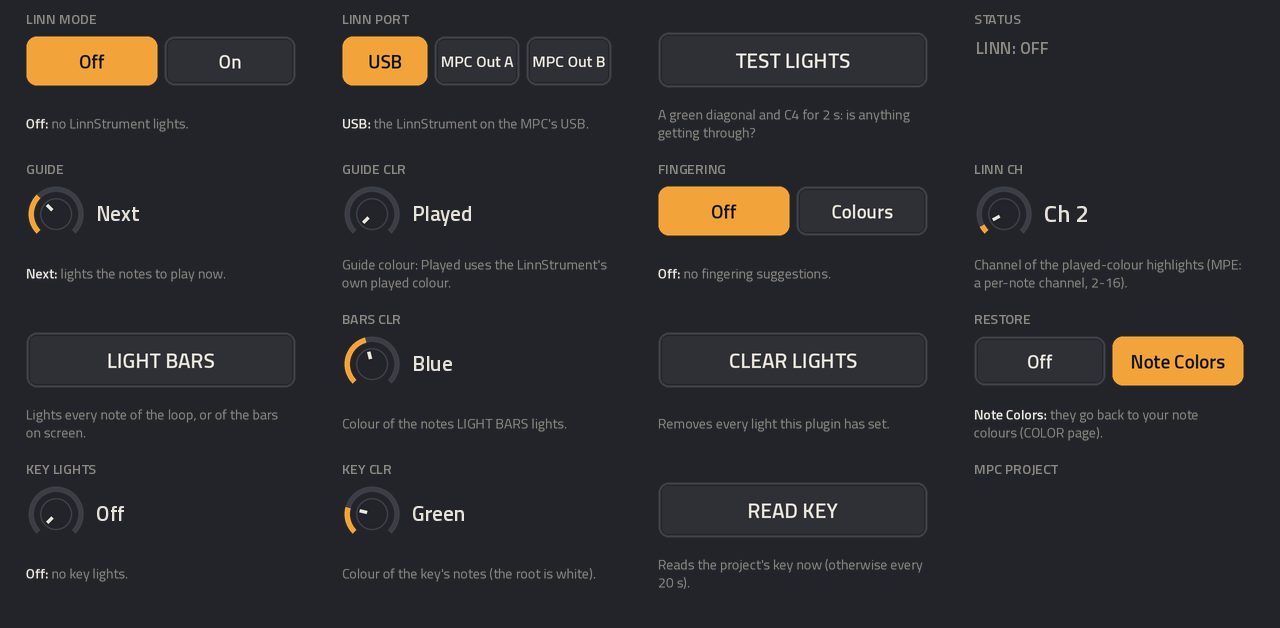 LINN MODE
LINN PORT
STATUS
Off
On
USB
MPC Out A
MPC Out B
TEST LIGHTS
LINN: OFF
Off: no LinnStrument lights.
USB: the LinnStrument on the MPC's USB.
A green diagonal and C4 for 2 s: is anything
getting through?
GUIDE
GUIDE CLR
FINGERING
LINN CH
Next
Played
Off
Colours
Ch 2
Next: lights the notes to play now.
Guide colour: Played uses the LinnStrument's
own played colour.
Off: no fingering suggestions.
Channel of the played-colour highlights (MPE:
a per-note channel, 2-16).
BARS CLR
RESTORE
LIGHT BARS
Blue
CLEAR LIGHTS
Off
Note Colors
Lights every note of the loop, or of the bars
on screen.
Colour of the notes LIGHT BARS lights.
Removes every light this plugin has set.
Note Colors: they go back to your note
colours (COLOR page).
KEY LIGHTS
KEY CLR
MPC PROJECT
Off
Green
READ KEY
Off: no key lights.
Colour of the key's notes (the root is white).
Reads the project's key now (otherwise every
20 s).